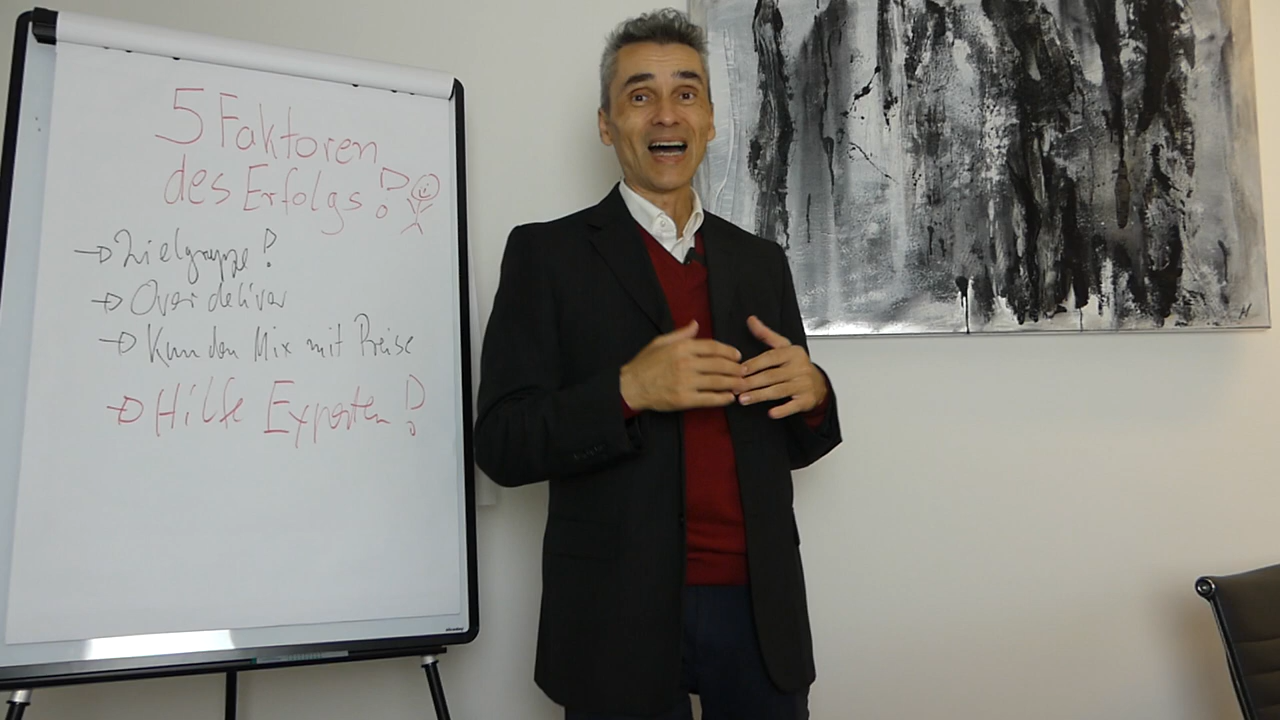 5 Faktoren
des Erfolgs!
→ Zielgruppe!
→ Over deliver
→ Kunden Mix mit Preise
→ Hilfe Experten!